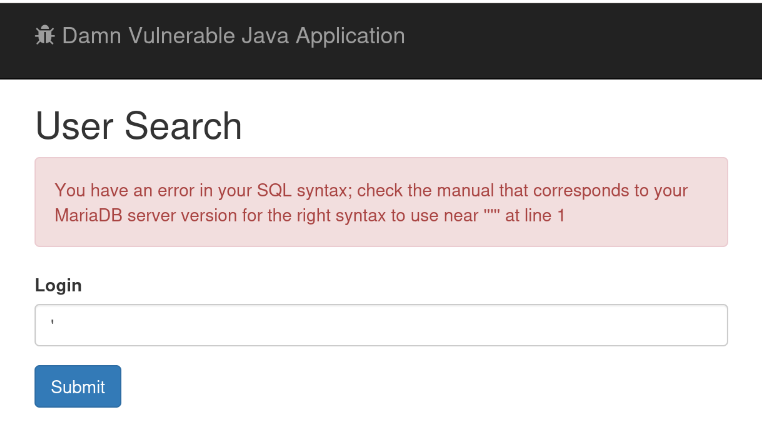 Damn Vulnerable Java Application
User Search
You have an error in your SQL syntax; check the manual that corresponds to your
MariaDB server version for the right syntax to use near ''''' at line 1
Login
'
Submit